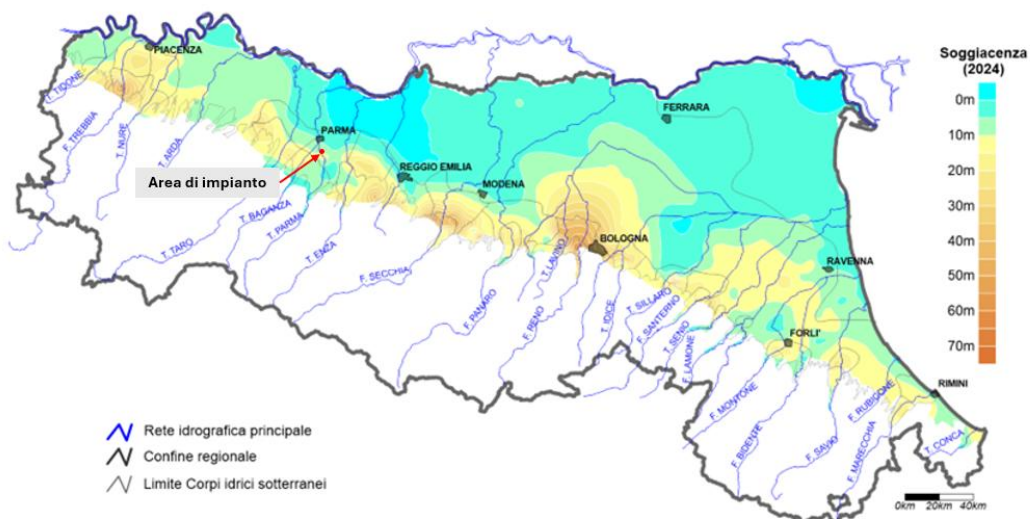 Soggiacenza
(2024)
0m
10m
20m
30m
40m
50m
60m
70m
PIACENZA
T. TIDONE
F. TREBBIA
T. NURE
T. ARDA
PARMA
Area di impianto
REGGIO EMILIA
MODENA
FERRARA
BOLOGNA
RAVENNA
FORLI'
RIMINI
T. TARO
T. BAGANZA
T. PARMA
T. ENZA
F. SECCHIA
F. PANARO
F. RENO
T. LAVINO
T. IDICE
T. SILLARO
F. SANTERNO
T. SENIO
F. LAMONE
F. MONTONE
F. BIDENTE
F. SAVIO
F. RUBICONE
F. MARECCHIA
T. CONCA
Rete idrografica principale
Confine regionale
Limite Corpi idrici sotterranei
0km 20km 40km